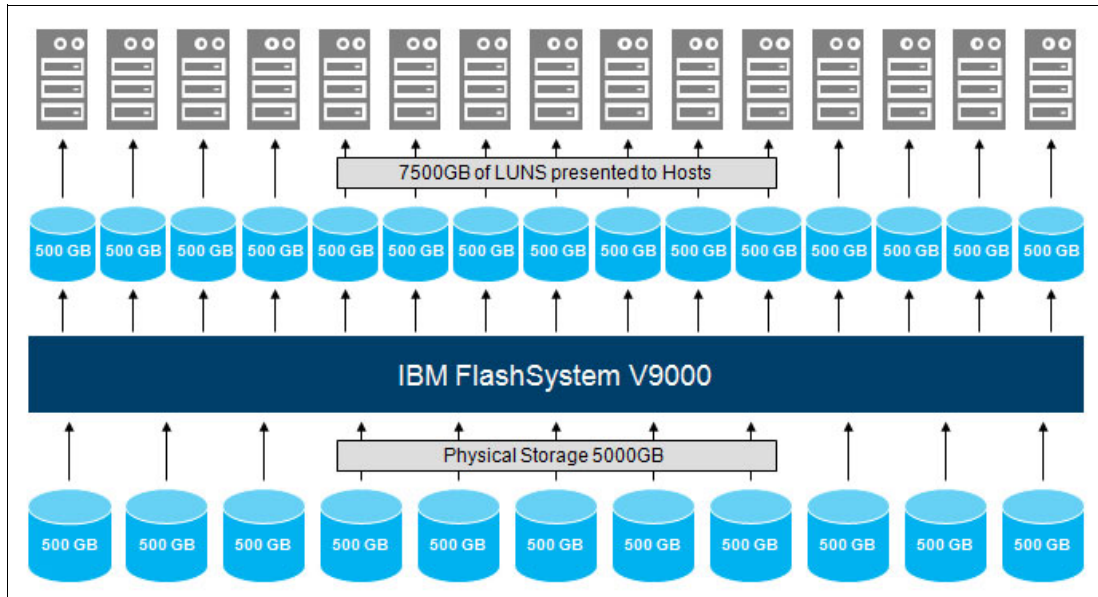 7500GB of LUNS presented to Hosts
500 GB 500 GB 500 GB 500 GB 500 GB 500 GB 500 GB 500 GB 500 GB 500 GB 500 GB 500 GB 500 GB 500 GB 500 GB
IBM FlashSystem V9000
Physical Storage 5000GB
500 GB 500 GB 500 GB 500 GB 500 GB 500 GB 500 GB 500 GB 500 GB 500 GB 500 GB